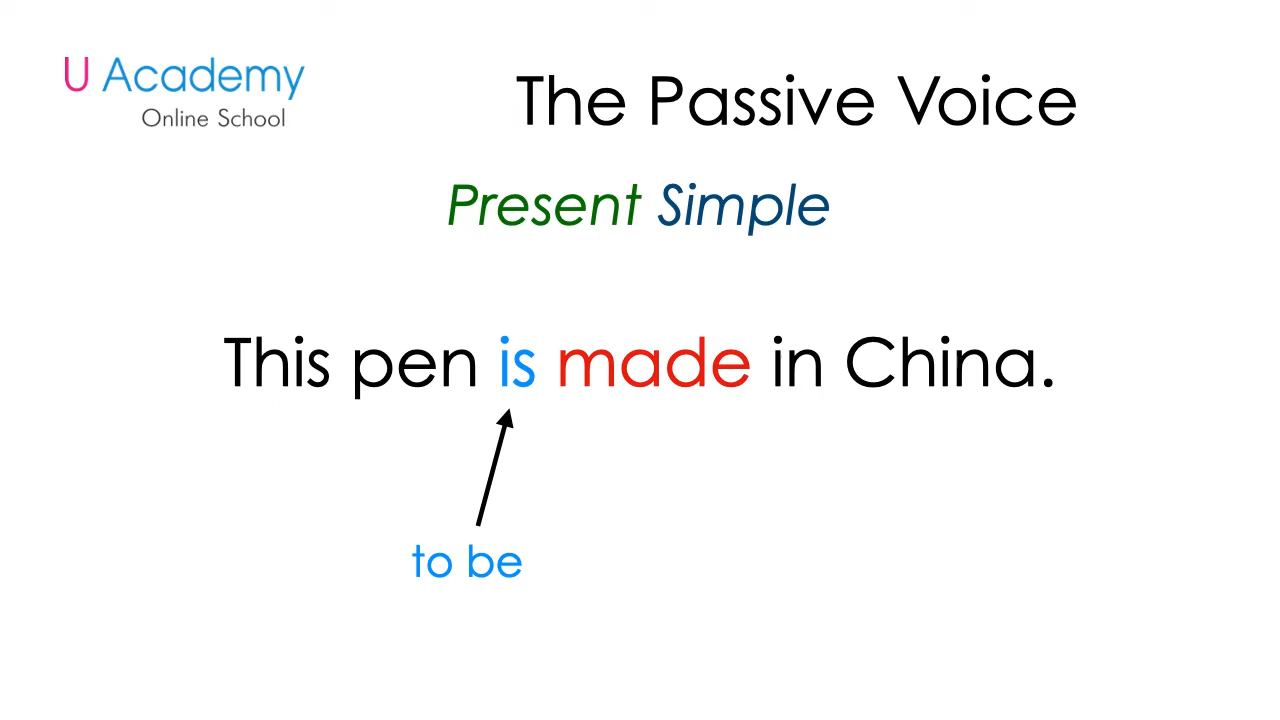 U Academy
Online School
The Passive Voice
Present Simple
This pen is made in China.
to be